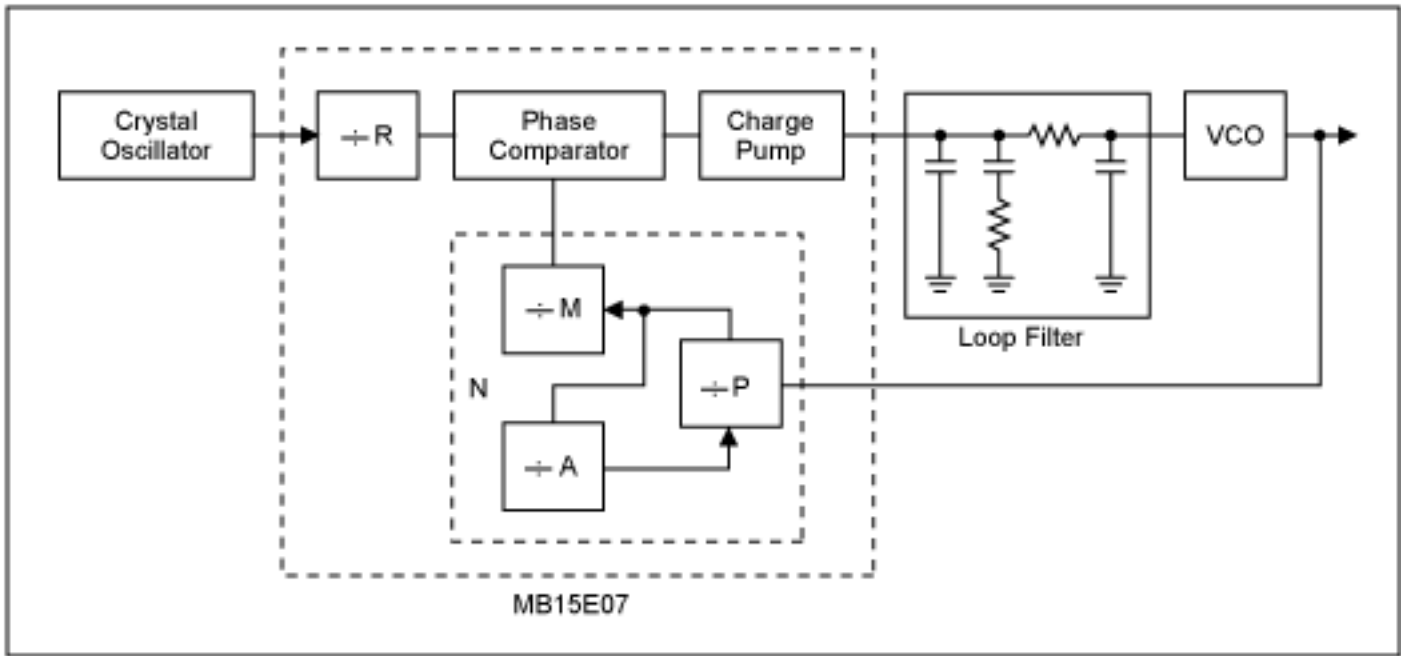 Crystal
Oscillator
÷ R
Phase
Comparator
Charge
Pump
VCO
Loop Filter
÷ M
N
÷ P
÷ A
MB15E07